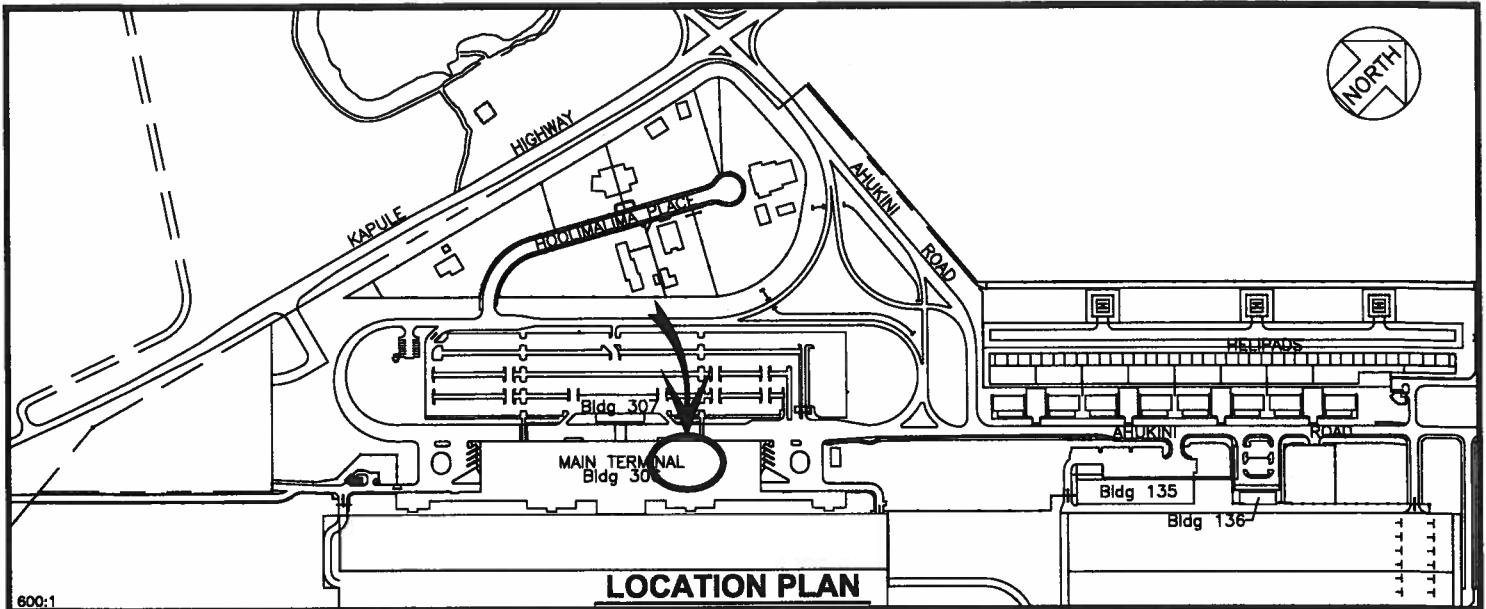 NORTH
KAPULE
HIGHWAY
HOOLIMALIMA PLACE
AHUKINI
ROAD
HELIPADS
Bldg 307
AHUKINI
ROAD
MAIN TERMINAL
Bldg
Bldg 135
Bldg 136
LOCATION PLAN
600:1